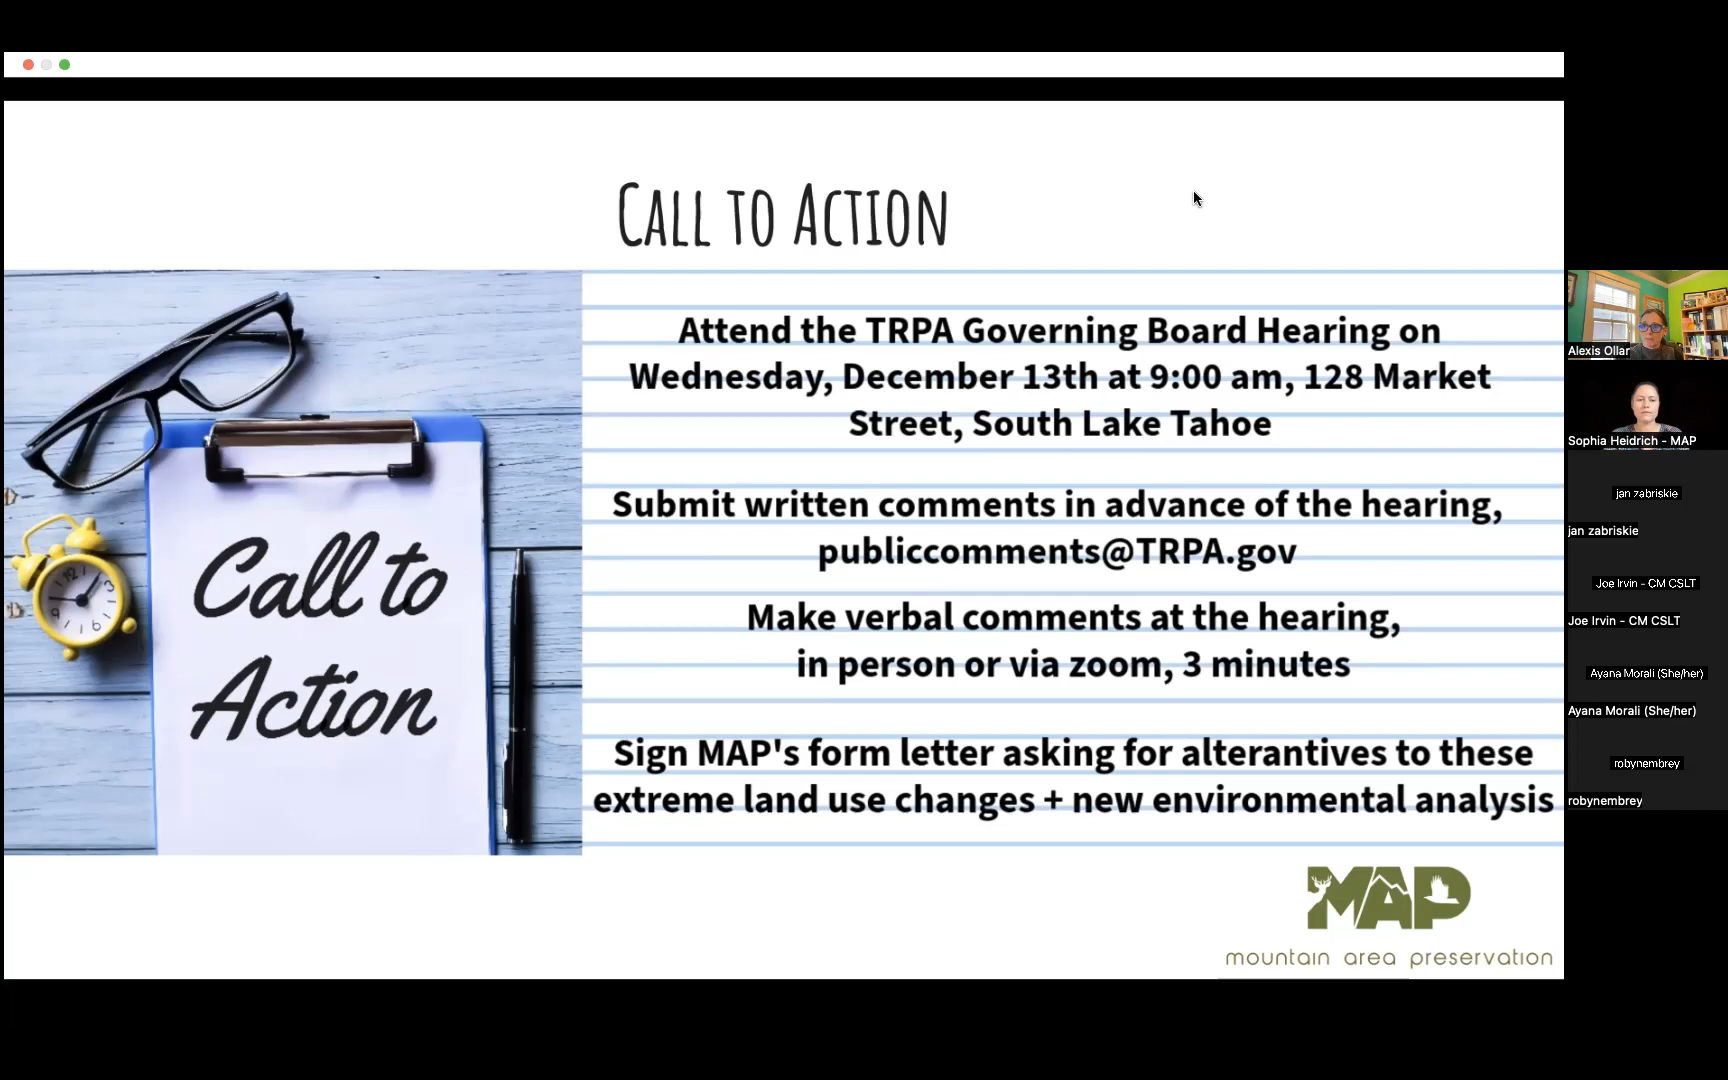 Call to Action
Attend the TRPA Governing Board Hearing on
Wednesday, December 13th at 9:00 am, 128 Market
Street, South Lake Tahoe
Submit written comments in advance of the hearing,
publiccomments@TRPA.gov
Make verbal comments at the hearing,
in person or via zoom, 3 minutes
Sign MAP's form letter asking for alterantives to these
extreme land use changes + new environmental analysis
Call to
Action
MAP
mountain area preservation
Alexis Ollar
Sophia Heidrich - MAP
jan zabriskie
jan zabriskie
Joe Irvin - CM CSLT
Joe Irvin - CM CSLT
Ayana Morali (She/her)
Ayana Morali (She/her)
robynembrey
robynembrey